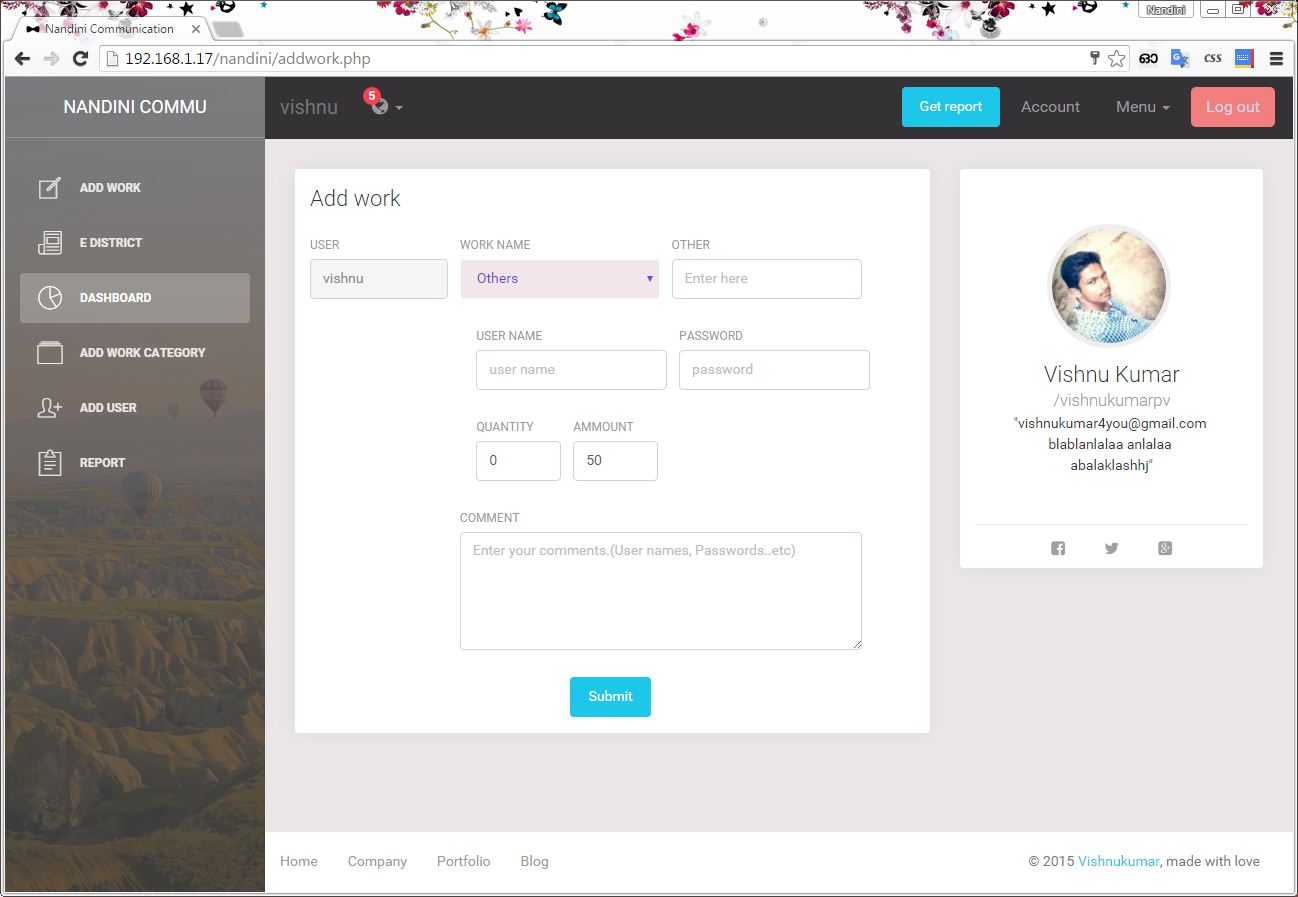 Nandini Communication
Nandini
192.168.1.17/nandini/addwork.php
CSS
NANDINI COMMU
vishnu
5
Get report
Account
Menu
Log out
ADD WORK
E DISTRICT
DASHBOARD
ADD WORK CATEGORY
ADD USER
REPORT
Add work
USER
WORK NAME
OTHER
vishnu
Others
Enter here
USER NAME
PASSWORD
user name
password
QUANTITY
AMMOUNT
0
50
COMMENT
Enter your comments.(User names, Passwords..etc)
Submit
Vishnu Kumar
/vishnukumarpv
"vishnukumar4you@gmail.com
blablanlalaa anlalaa
abalaklashhj"
Home
Company
Portfolio
Blog
© 2015 Vishnukumar, made with love